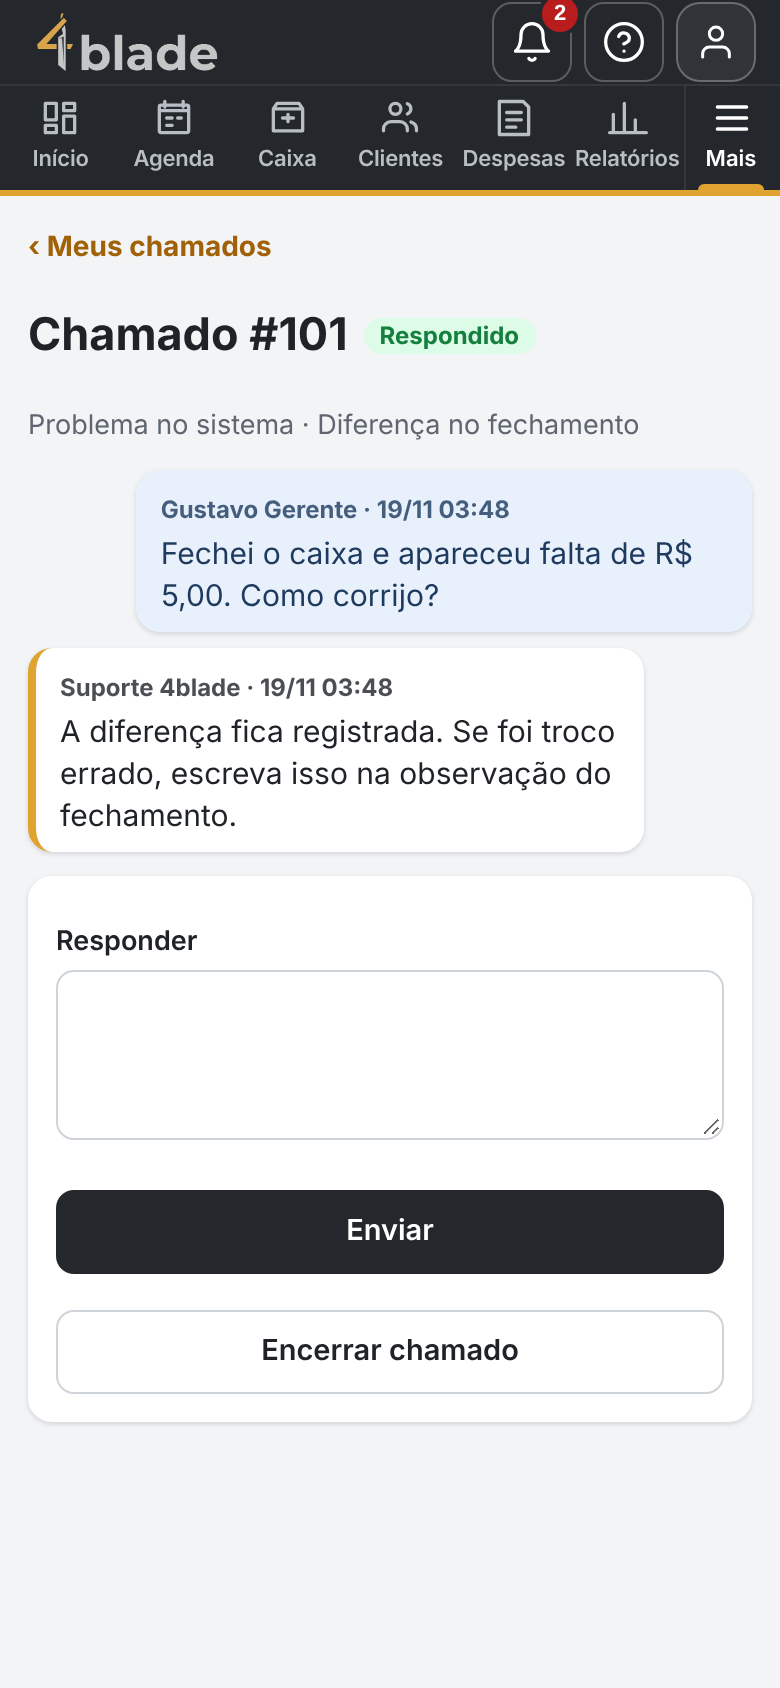 4blade
2
Início
Agenda
Caixa
Clientes
Despesas
Relatórios
Mais
‹ Meus chamados
Chamado #101
Respondido
Problema no sistema · Diferença no fechamento
Gustavo Gerente · 19/11 03:48
Fechei o caixa e apareceu falta de R$
5,00. Como corrijo?
Suporte 4blade · 19/11 03:48
A diferença fica registrada. Se foi troco
errado, escreva isso na observação do
fechamento.
Responder
Enviar
Encerrar chamado